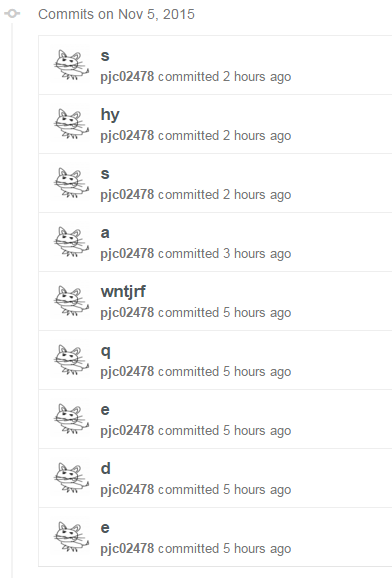 Commits on Nov 5, 2015
s
pjc02478 committed 2 hours ago
hy
pjc02478 committed 2 hours ago
s
pjc02478 committed 2 hours ago
a
pjc02478 committed 3 hours ago
wntjrf
pjc02478 committed 5 hours ago
q
pjc02478 committed 5 hours ago
e
pjc02478 committed 5 hours ago
d
pjc02478 committed 5 hours ago
e
pjc02478 committed 5 hours ago